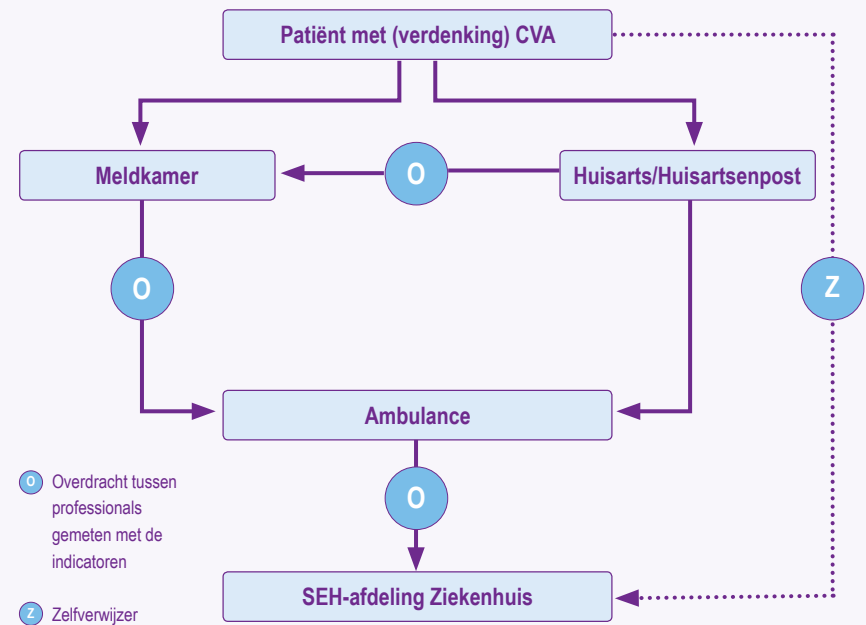 Patiënt met (verdenking) CVA
Meldkamer
O
Huisarts/Huisartsenpost
O
Z
Ambulance
O
O Overdracht tussen
professionals
gemeten met de
indicatoren
SEH-afdeling Ziekenhuis
Z Zelfverwijzer